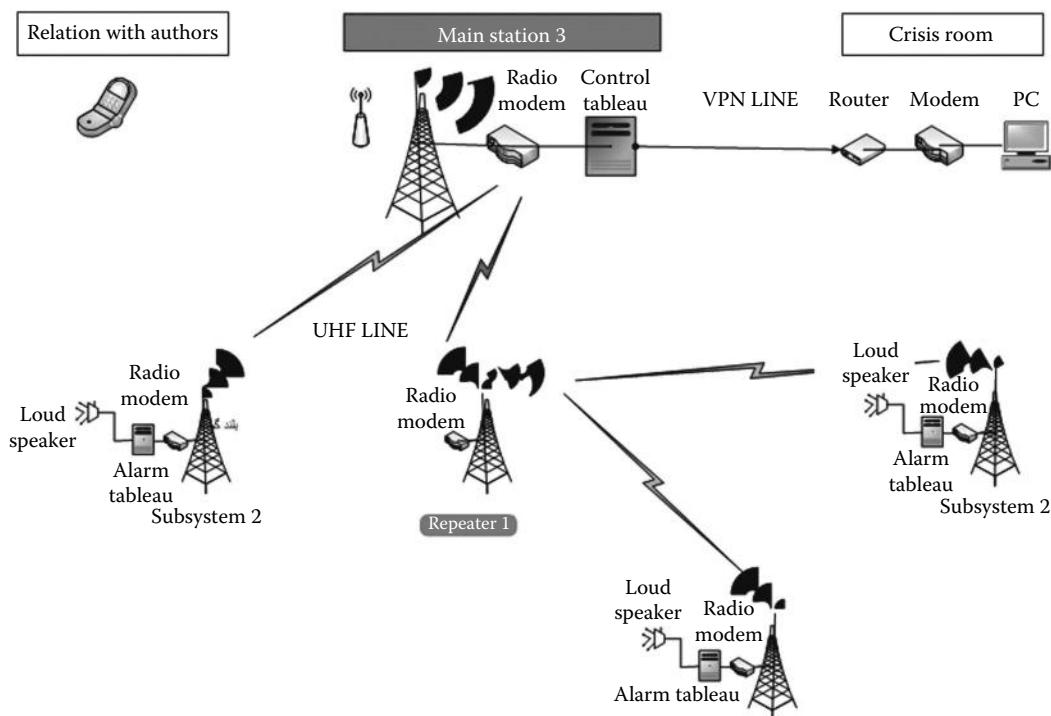 Relation with authors
Main station 3
Crisis room
Radio
modem
Control
tableau
VPN LINE
Router
Modem
PC
UHF LINE
Radio
modem
Loud
speaker
Alarm
tableau
Subsystem 2
Radio
modem
Repeater 1
Loud
speaker
Radio
modem
Alarm
tableau
Subsystem 2
Loud
speaker
Radio
modem
Alarm tableau